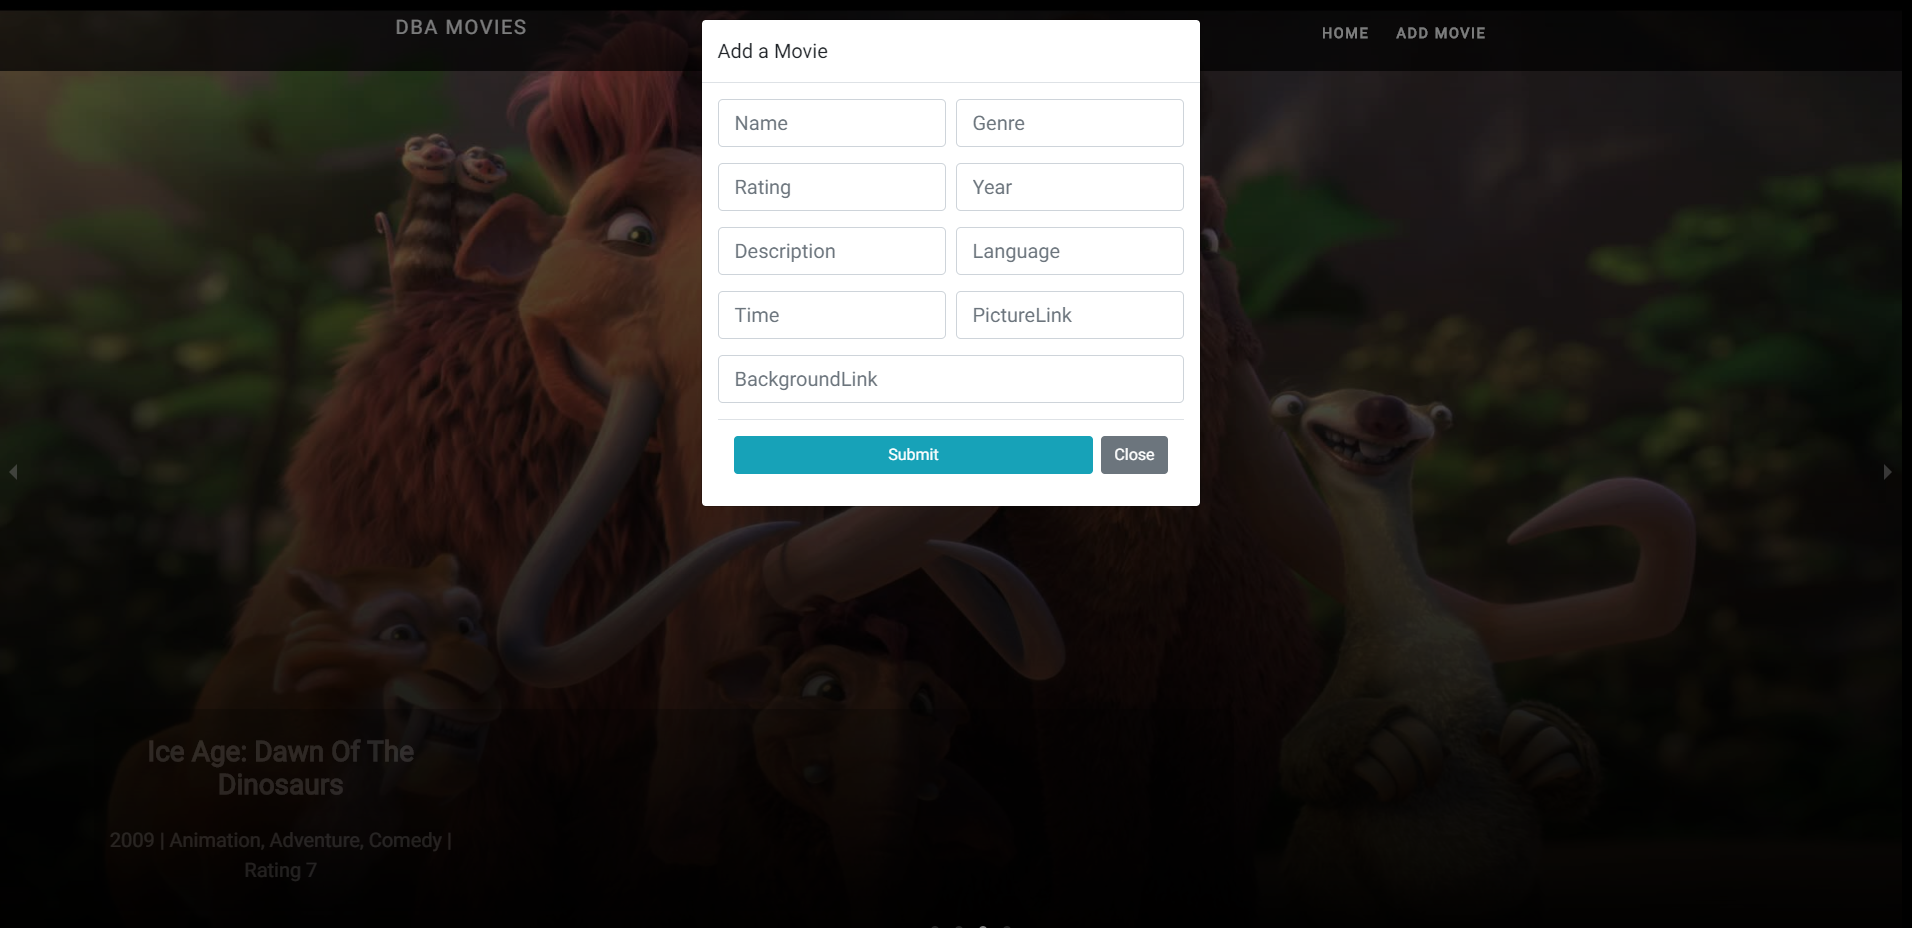 DBA MOVIES
HOME ADD MOVIE
Add a Movie
Name Genre
Rating Year
Description Language
Time PictureLink
BackgroundLink
Submit Close
Ice Age: Dawn Of The
Dinosaurs
2009 | Animation, Adventure, Comedy |
Rating 7